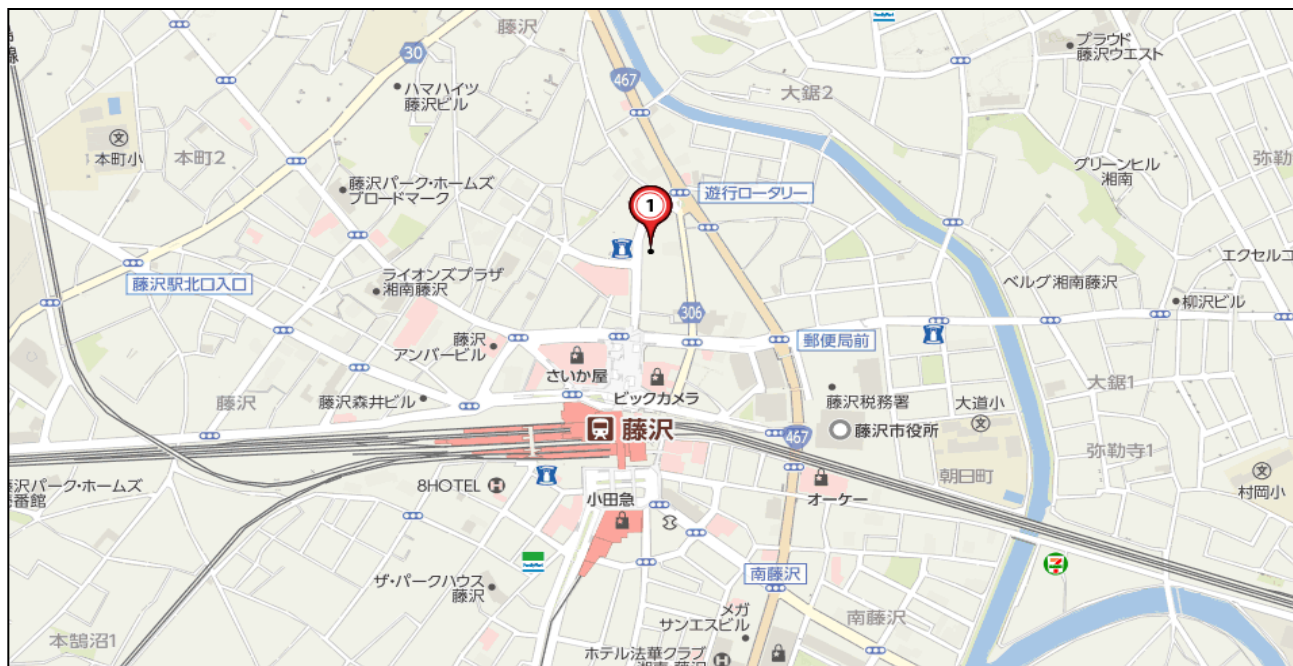 藤沢
467
30
大鋸2
プラウド
藤沢ウエスト
ハマハイツ
藤沢ビル
本町小
本町2
藤沢パーク・ホームズ
ブロードマーク
遊行ロータリー
1
グリーンヒル
湘南
弥勒
藤沢駅北口入口
ライオンズプラザ
湘南藤沢
ベルグ湘南藤沢
エクセルコ
柳沢ビル
306
藤沢
アンバービル
郵便局前
さいか屋
ビックカメラ
藤沢
藤沢森井ビル
藤沢税務署
大道小
大鋸1
藤沢
467
藤沢市役所
弥勒寺1
藤沢パーク・ホームズ
番館
8HOTEL
小田急
オーケー
朝日町
村岡小
FamilyMart
南藤沢
ザ・パークハウス
藤沢
メガ
サンエスビル
南藤沢
本鵠沼1
ホテル法華クラブ
湘南・藤沢